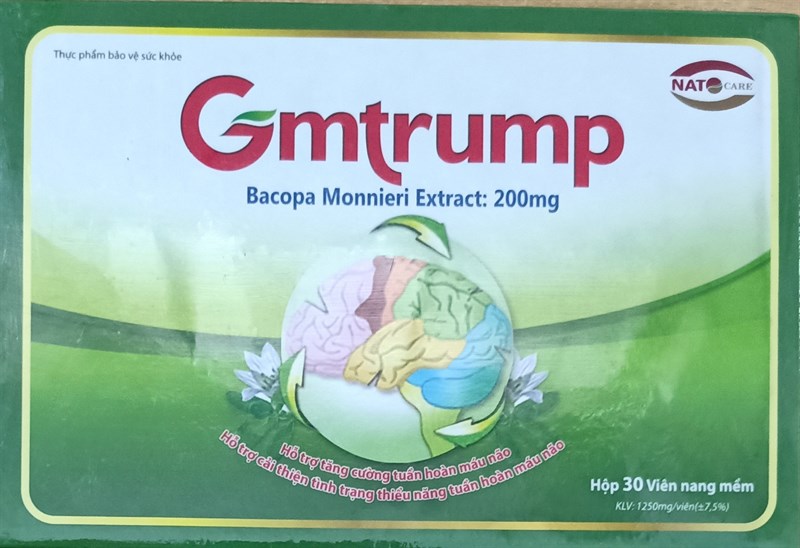 Thực phẩm bảo vệ sức khỏe
NATOCARE
Gmtrump
Bacopa Monnieri Extract: 200mg
Hỗ trợ tăng cường tuần hoàn máu não
Hỗ trợ cải thiện tình trạng thiểu năng tuần hoàn máu não
Hộp 30 Viên nang mềm
KLV: 1250mg/viên(±7,5%)